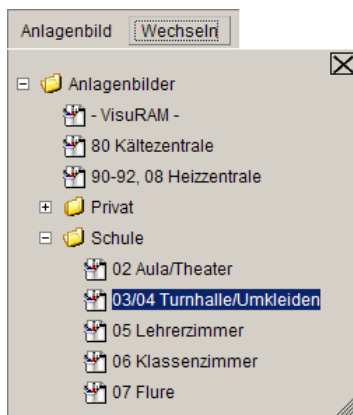 Anlagenbild Wechseln
Anlagenbilder
- VisuRAM -
80 Kältezentrale
90-92, 08 Heizzentrale
Privat
Schule
02 Aula/Theater
03/04 Turnhalle/Umkleiden
05 Lehrerzimmer
06 Klassenzimmer
07 Flure